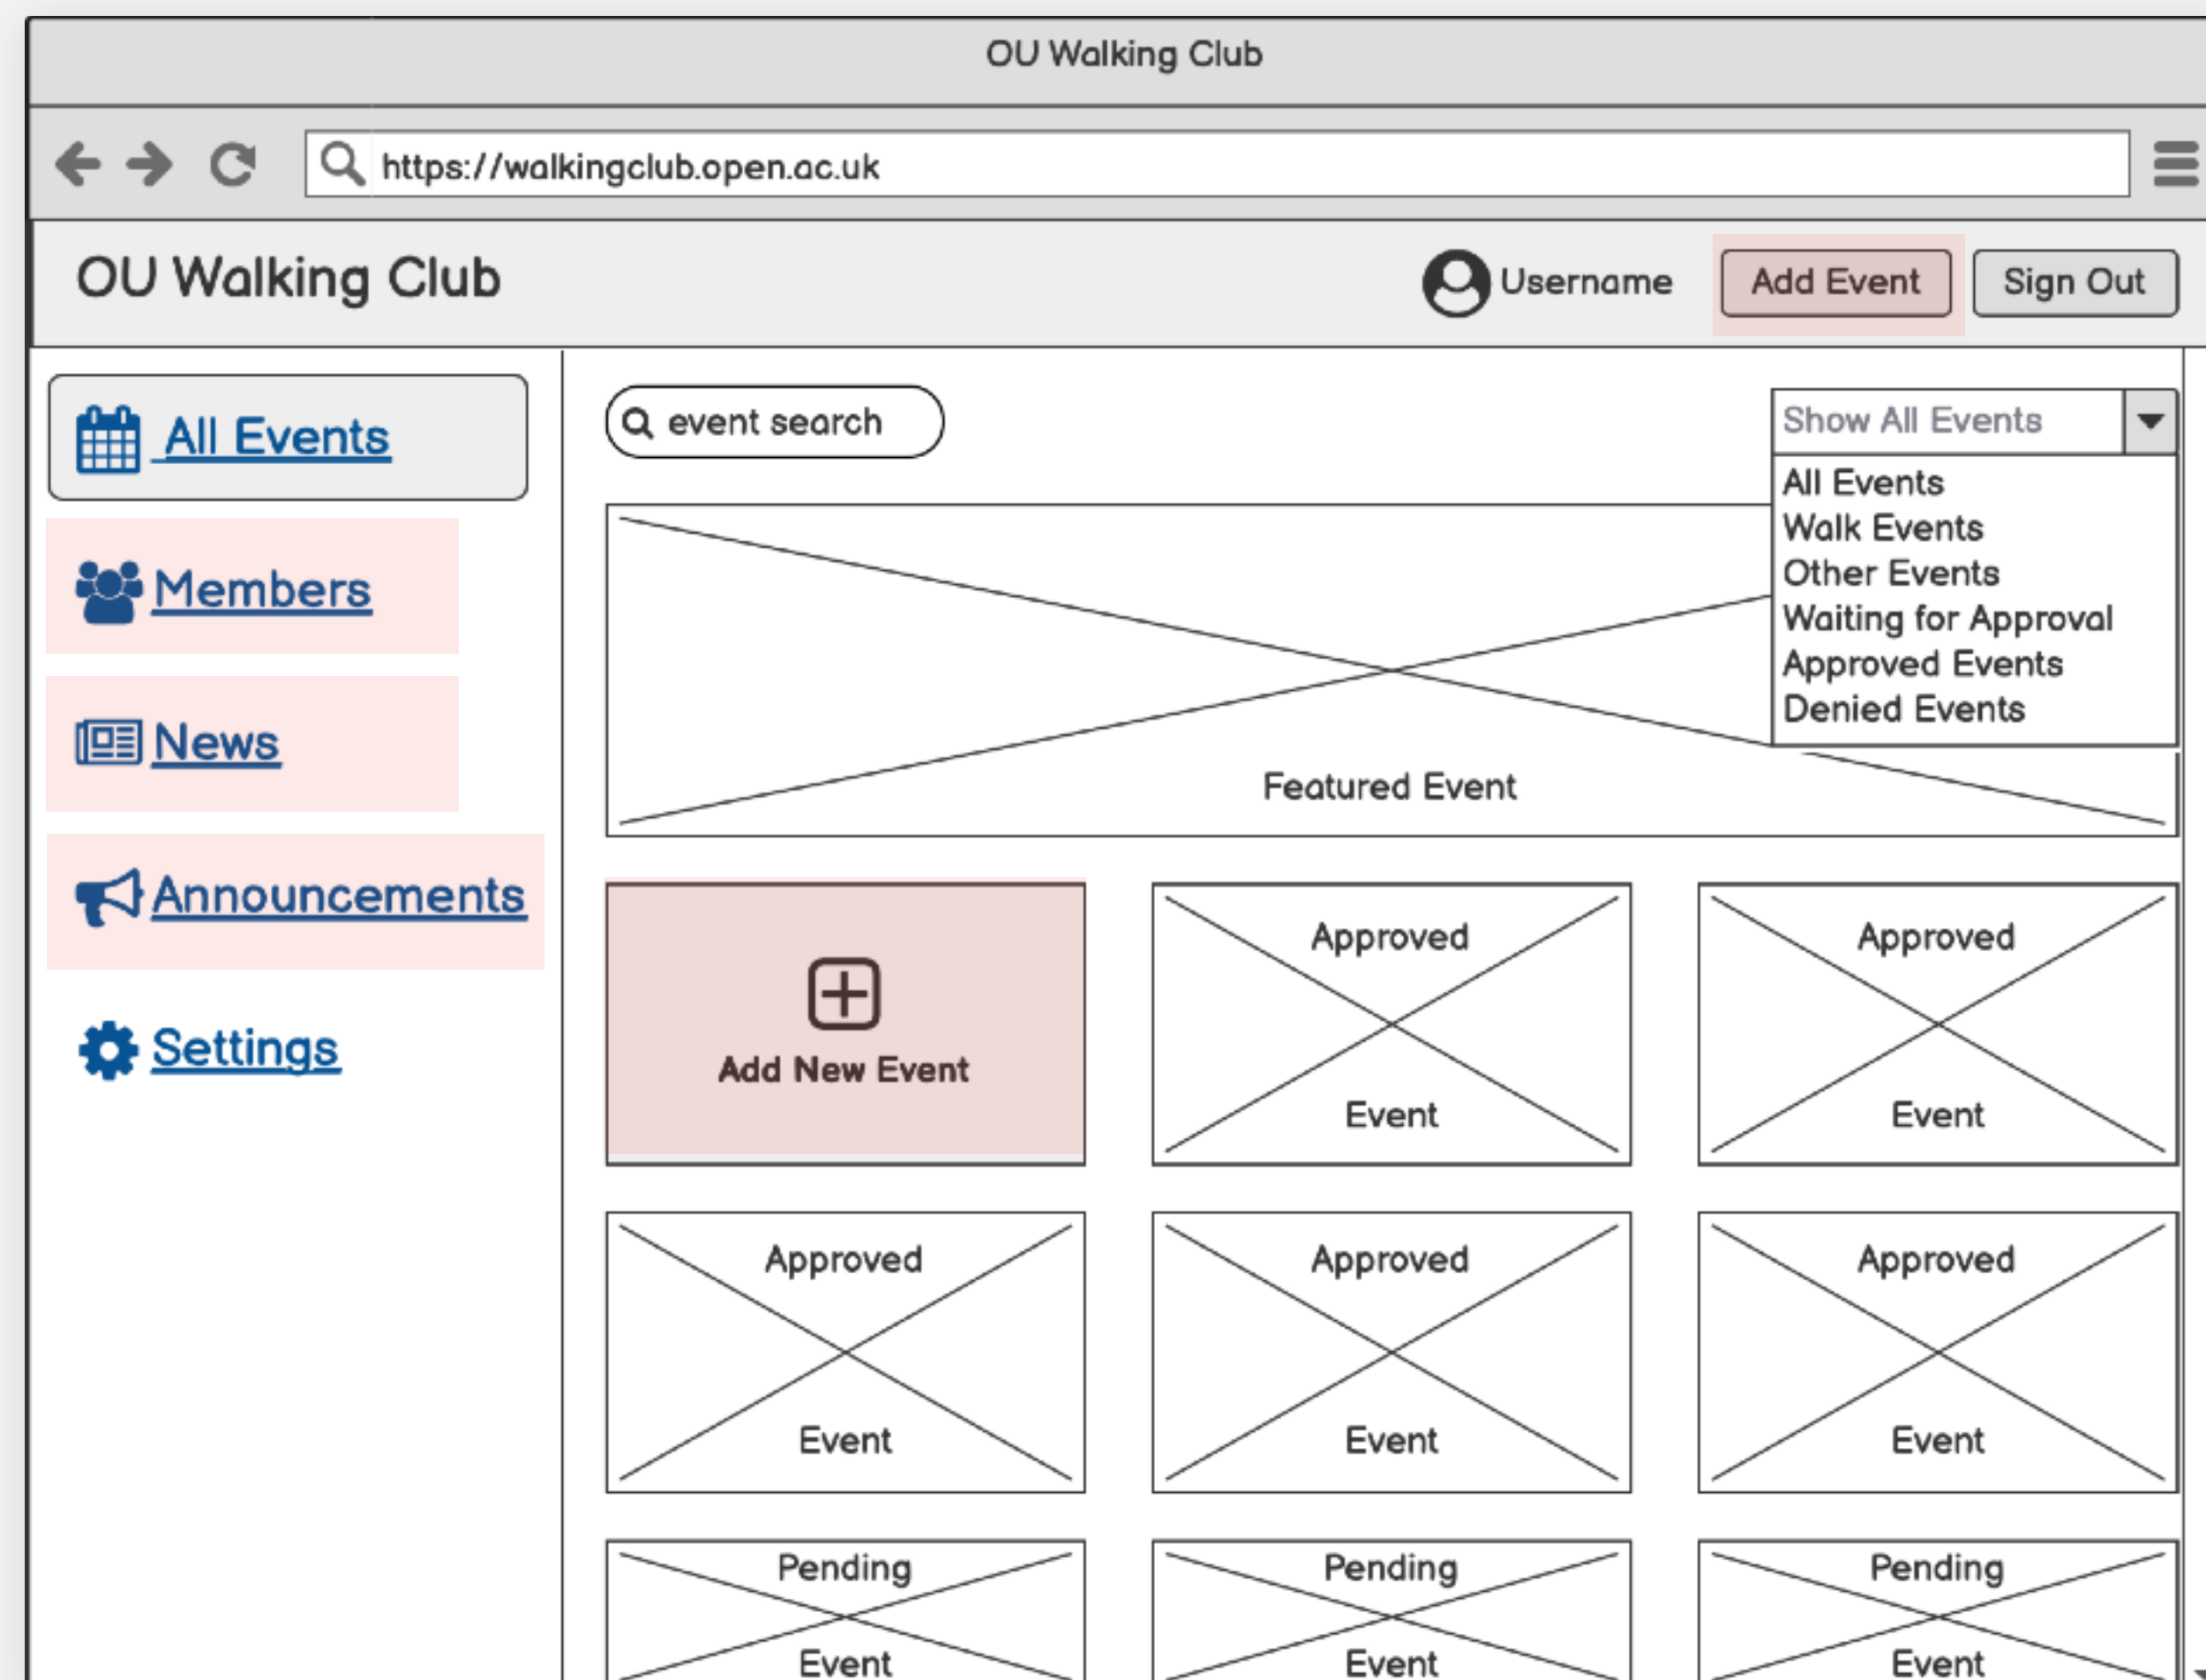 OU Walking Club
https://walkingclub.open.ac.uk
OU Walking Club
Username
Add Event
Sign Out
All Events
Members
News
Announcements
Settings
event search
Show All Events
All Events
Walk Events
Other Events
Waiting for Approval
Approved Events
Denied Events
Featured Event
Add New Event
Approved
Event
Approved
Event
Approved
Event
Approved
Event
Approved
Event
Pending
Event
Pending
Event
Pending
Event